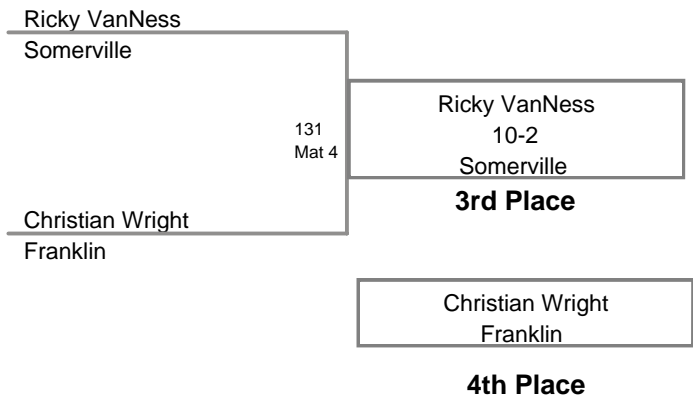 Ricky VanNess
Somerville
131
Mat 4
Ricky VanNess
10-2
Somerville
3rd Place
Christian Wright
Franklin
Christian Wright
Franklin
4th Place